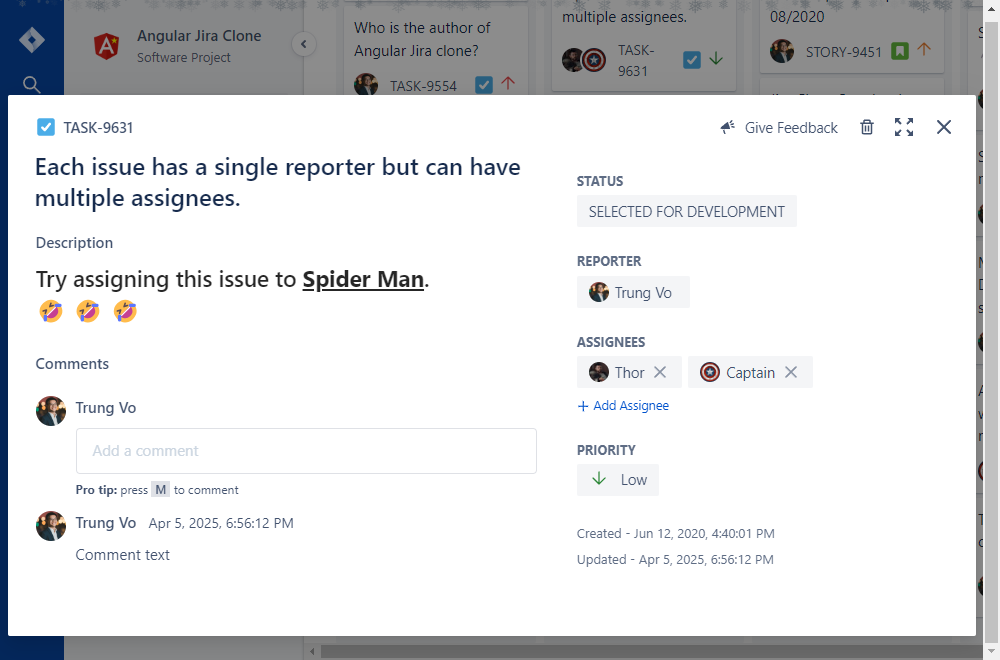 Angular Jira Clone
Software Project
Who is the author of
Angular Jira clone?
TASK-9554
multiple assignees.
TASK-
9631
08/2020
STORY-9451
TASK-9631
Give Feedback
Each issue has a single reporter but can have
multiple assignees.
Description
Try assigning this issue to Spider Man.
🤣 🤣 🤣
Comments
Trung Vo
Add a comment
Pro tip: press M to comment
Trung Vo Apr 5, 2025, 6:56:12 PM
Comment text
STATUS
SELECTED FOR DEVELOPMENT
REPORTER
Trung Vo
ASSIGNEES
Thor Captain
+ Add Assignee
PRIORITY
Low
Created - Jun 12, 2020, 4:40:01 PM
Updated - Apr 5, 2025, 6:56:12 PM